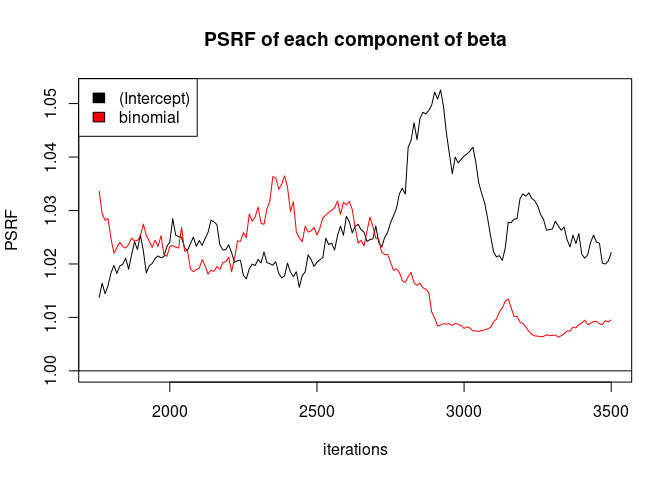 PSRF of each component of beta
(Intercept)
binomial
PSRF
1.05
1.04
1.03
1.02
1.01
1.00
2000 2500 3000 3500
iterations